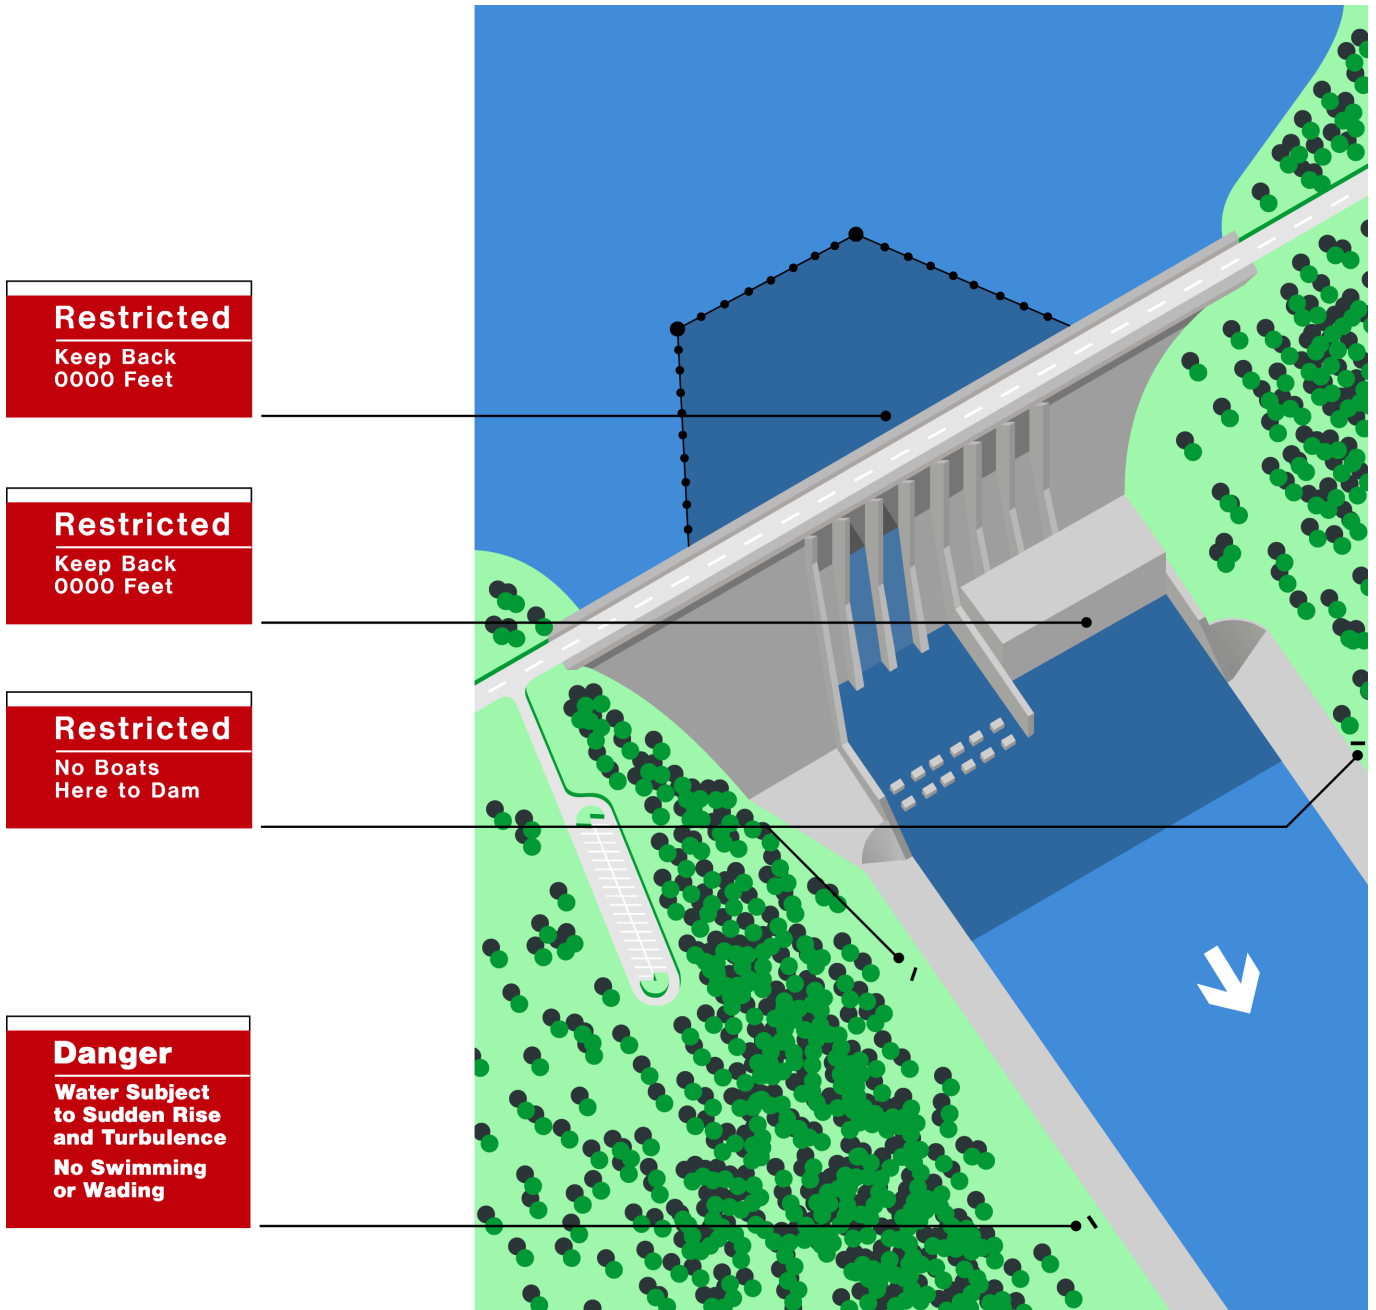 Restricted
Keep Back
0000 Feet
Restricted
Keep Back
0000 Feet
Restricted
No Boats
Here to Dam
Danger
Water Subject
to Sudden Rise
and Turbulence
No Swimming
or Wading